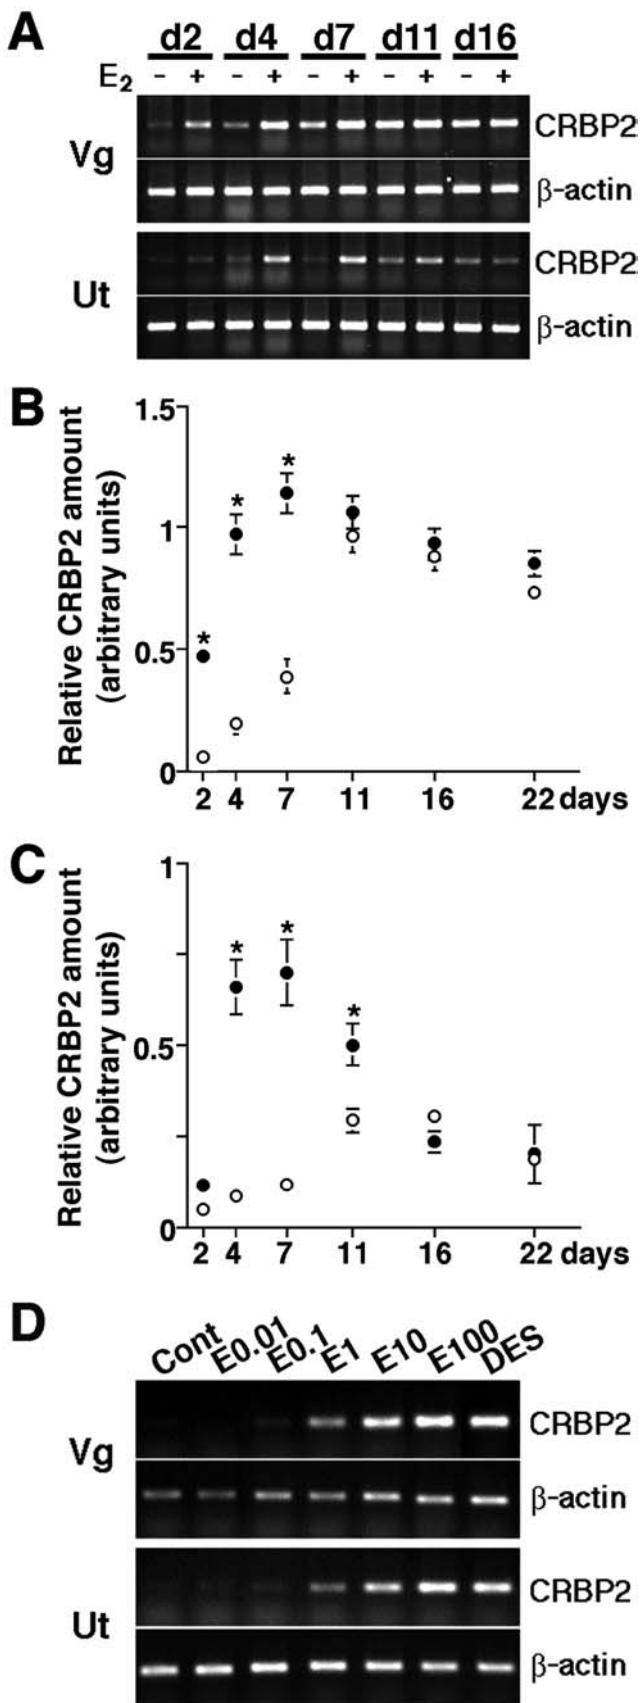 A
d2 d4 d7 d11 d16
E2 - + - + - + - + - +
Vg
CRBP2
β-actin
Ut
CRBP2
β-actin
B
Relative CRBP2 amount
(arbitrary units)
1.5
1
0.5
0
* * *
2 4 7 11 16 22 days
C
Relative CRBP2 amount
(arbitrary units)
1
0.5
0
* * *
2 4 7 11 16 22 days
D
Cont E0.01 E0.1 E1 E10 E100 DES
Vg
CRBP2
β-actin
Ut
CRBP2
β-actin